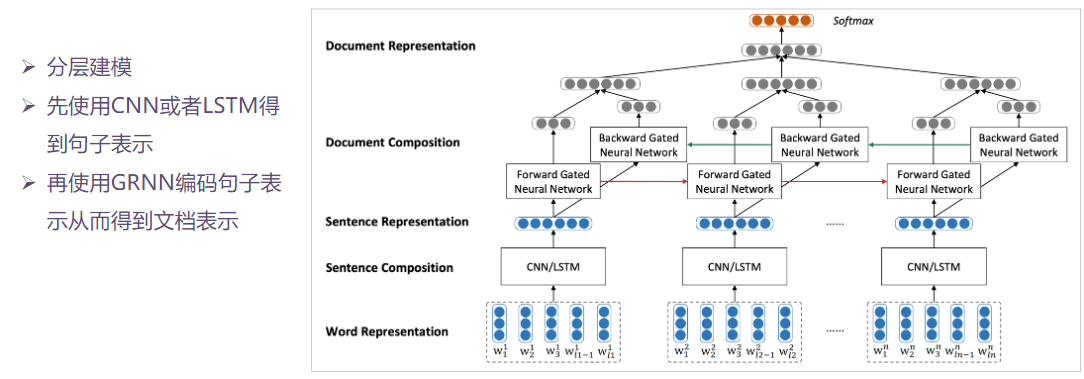 ➢ 分层建模
➢ 先使用CNN或者LSTM得
到句子表示
➢ 再使用GRNN编码句子表
示从而得到文档表示
Softmax
Document Representation
Document Composition
Backward Gated
Neural Network
Backward Gated
Neural Network
Backward Gated
Neural Network
Forward Gated
Neural Network
Forward Gated
Neural Network
Forward Gated
Neural Network
Sentence Representation
......
Sentence Composition
CNN/LSTM
CNN/LSTM
CNN/LSTM
Word Representation
......
w_1^1 w_2^1 w_3^1 w_{l1-1}^1 w_{l1}^1
w_1^2 w_2^2 w_3^2 w_{l2-1}^2 w_{l2}^2
w_1^n w_2^n w_3^n w_{ln-1}^n w_{ln}^n